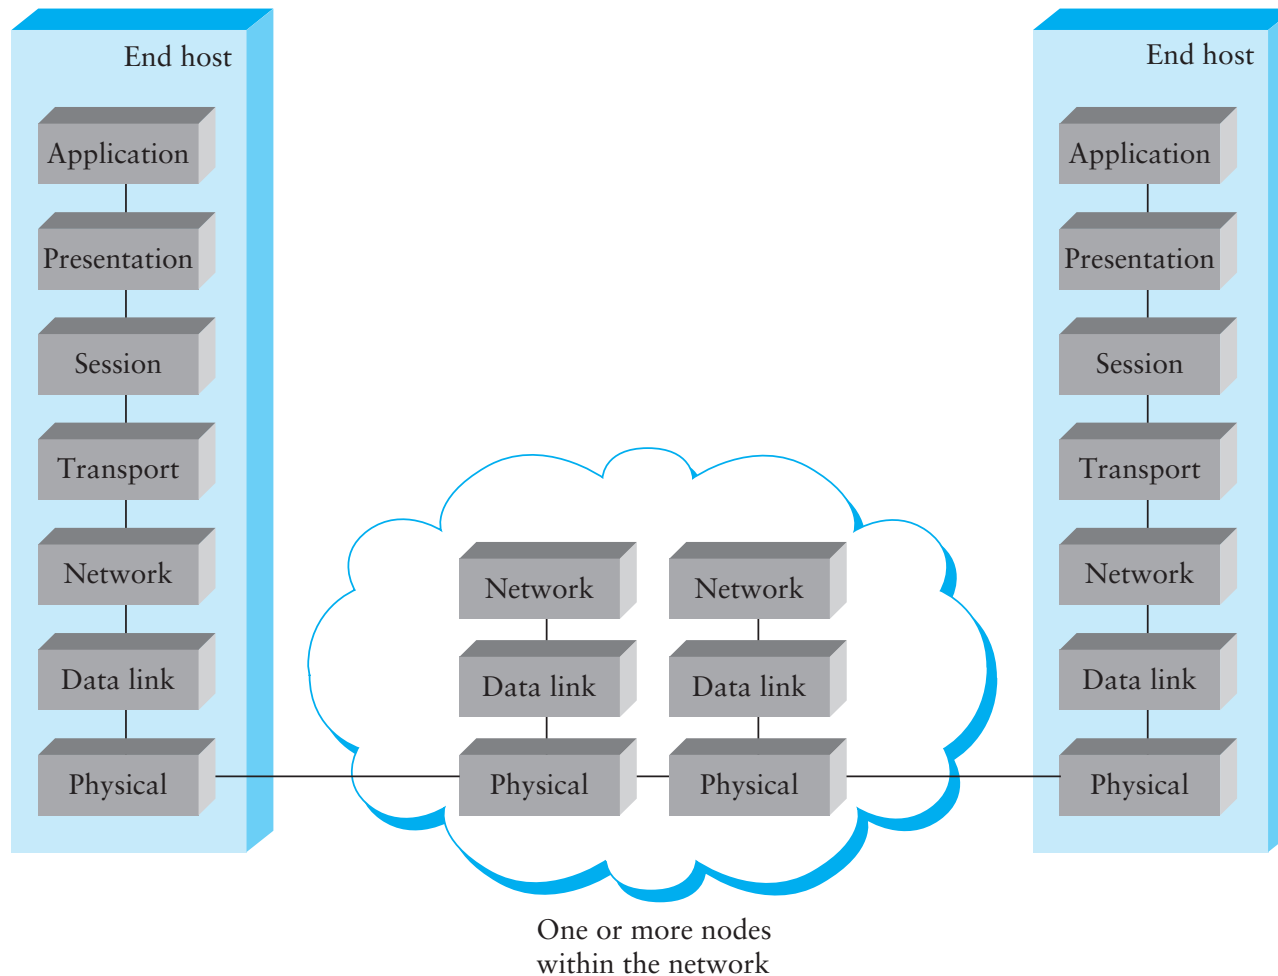 End host
Application
Presentation
Session
Transport
Network
Data link
Physical
Network
Data link
Physical
Network
Data link
Physical
One or more nodes
within the network
End host
Application
Presentation
Session
Transport
Network
Data link
Physical